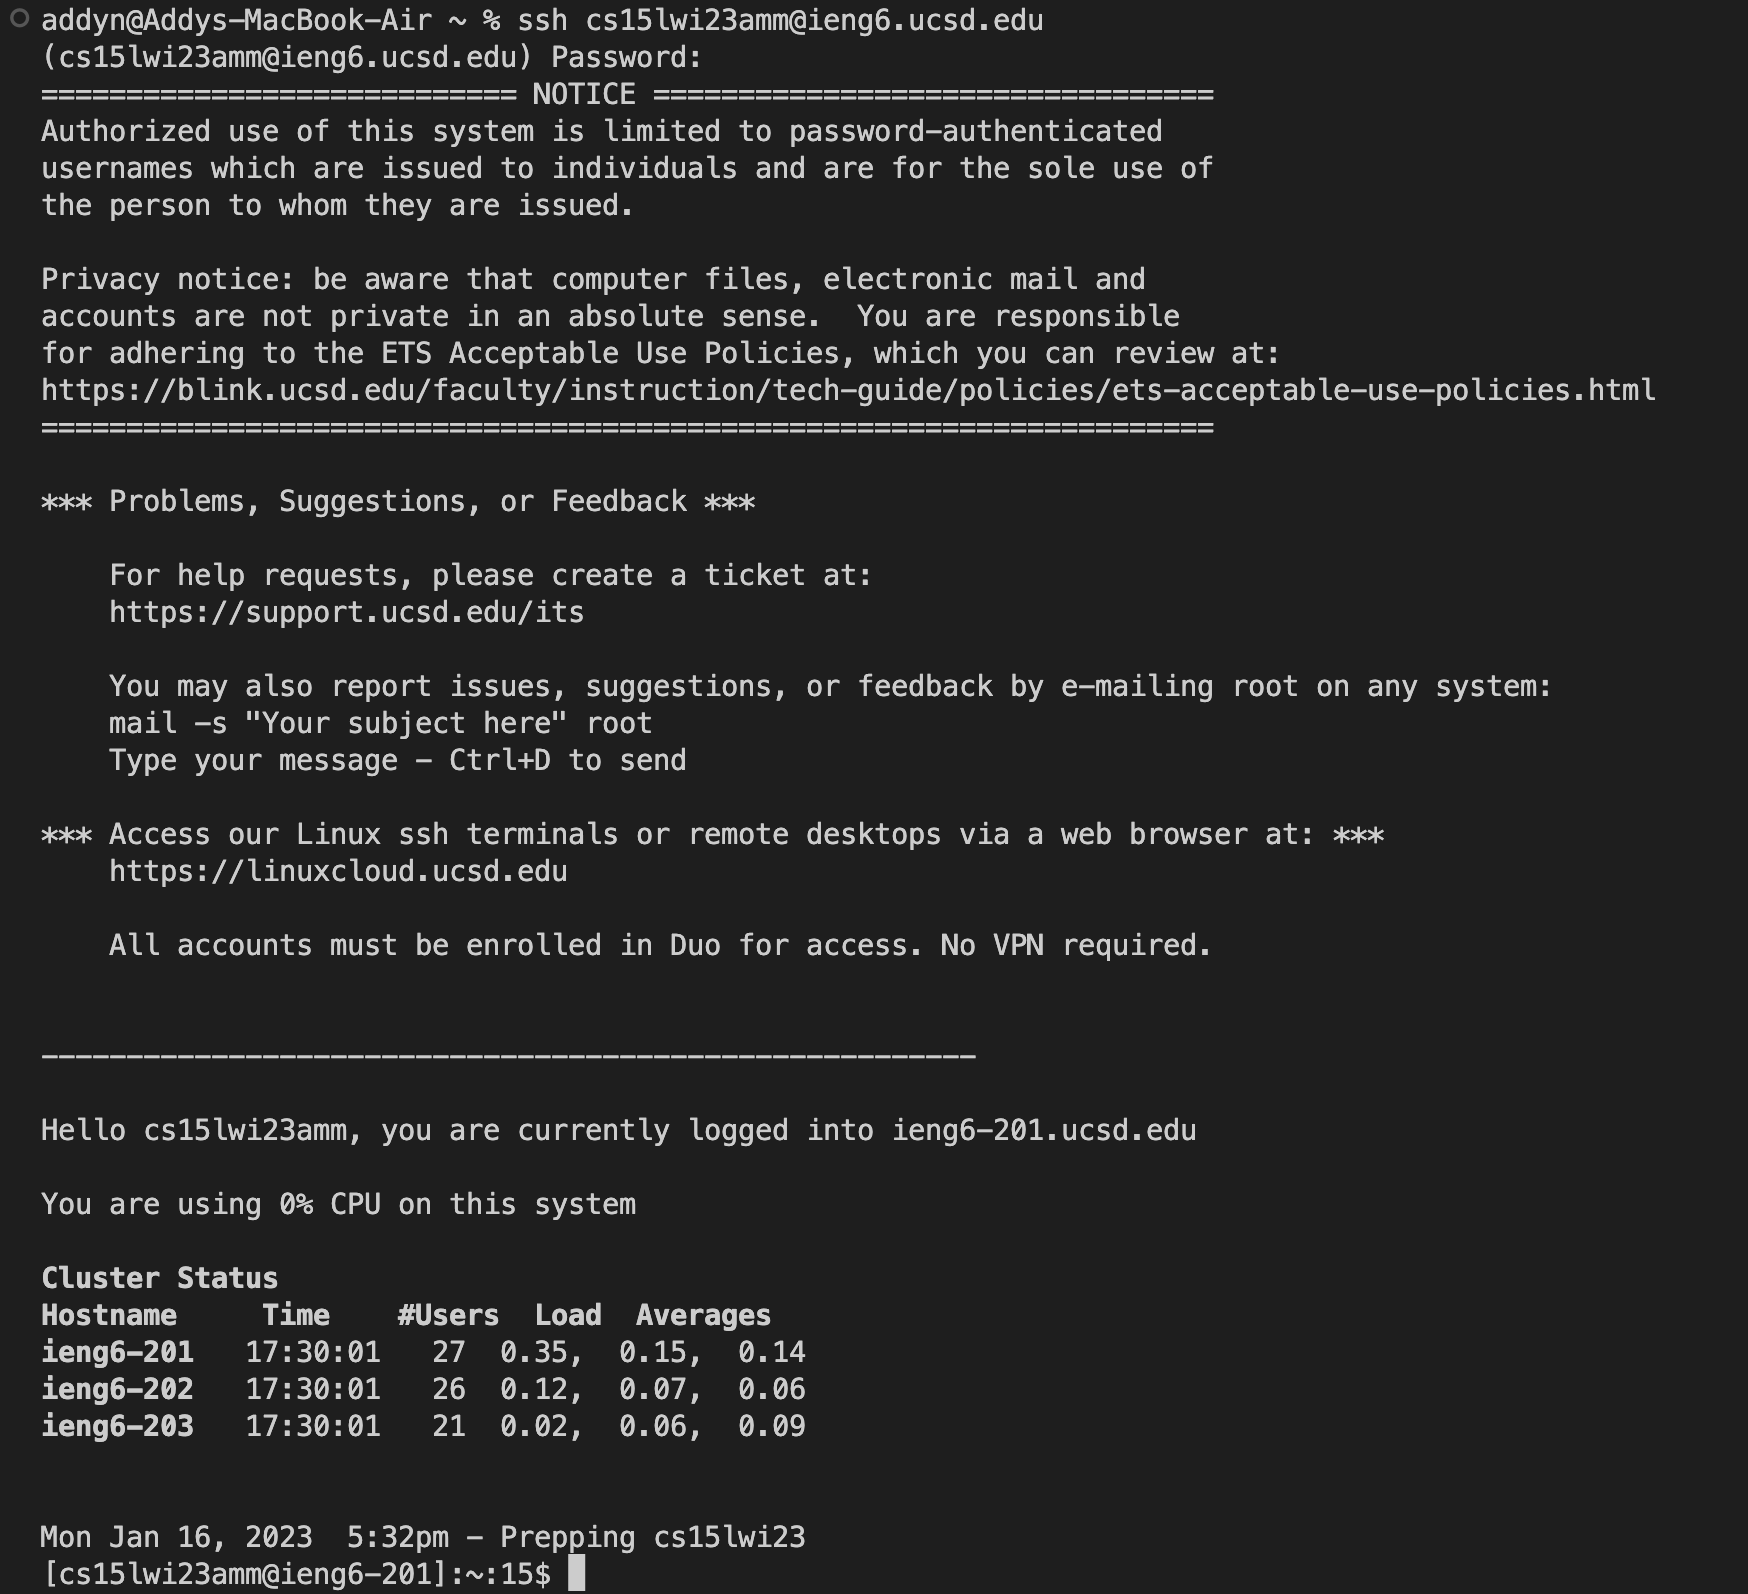 addyn@Addys-MacBook-Air ~ % ssh cs15lwi23amm@ieng6.ucsd.edu
(cs15lwi23amm@ieng6.ucsd.edu) Password:
============================ NOTICE =================================
Authorized use of this system is limited to password-authenticated
usernames which are issued to individuals and are for the sole use of
the person to whom they are issued.

Privacy notice: be aware that computer files, electronic mail and
accounts are not private in an absolute sense.  You are responsible
for adhering to the ETS Acceptable Use Policies, which you can review at:
https://blink.ucsd.edu/faculty/instruction/tech-guide/policies/ets-acceptable-use-policies.html
=====================================================================

*** Problems, Suggestions, or Feedback ***

    For help requests, please create a ticket at:
    https://support.ucsd.edu/its

    You may also report issues, suggestions, or feedback by e-mailing root on any system:
    mail -s "Your subject here" root
    Type your message - Ctrl+D to send

*** Access our Linux ssh terminals or remote desktops via a web browser at: ***
    https://linuxcloud.ucsd.edu

    All accounts must be enrolled in Duo for access. No VPN required.

-------------------------------------------------------

Hello cs15lwi23amm, you are currently logged into ieng6-201.ucsd.edu

You are using 0% CPU on this system

Cluster Status
Hostname     Time    #Users  Load  Averages
ieng6-201   17:30:01   27  0.35,  0.15,  0.14
ieng6-202   17:30:01   26  0.12,  0.07,  0.06
ieng6-203   17:30:01   21  0.02,  0.06,  0.09

Mon Jan 16, 2023  5:32pm - Prepping cs15lwi23
[cs15lwi23amm@ieng6-201]:~:15$